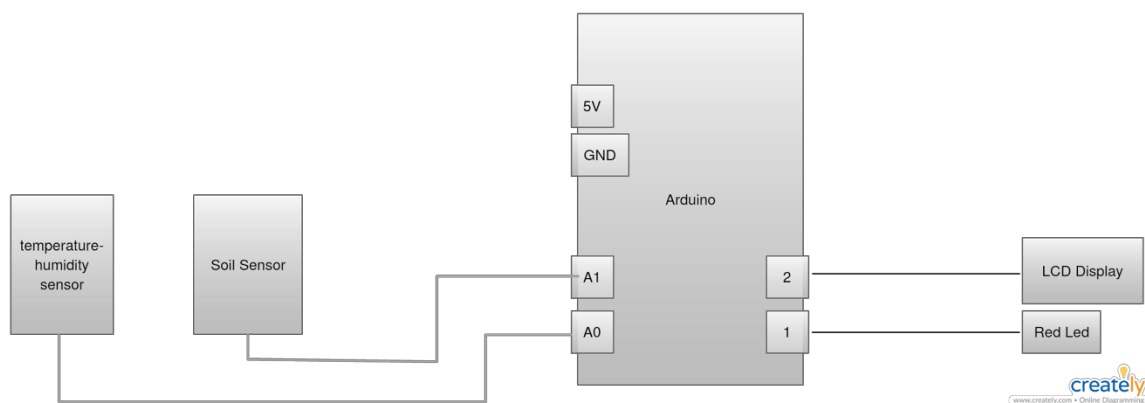 5V
GND
Arduino
temperature-
humidity
sensor
Soil Sensor
A1
A0
2
1
LCD Display
Red Led
creately
www.creately.com • Online Diagramming